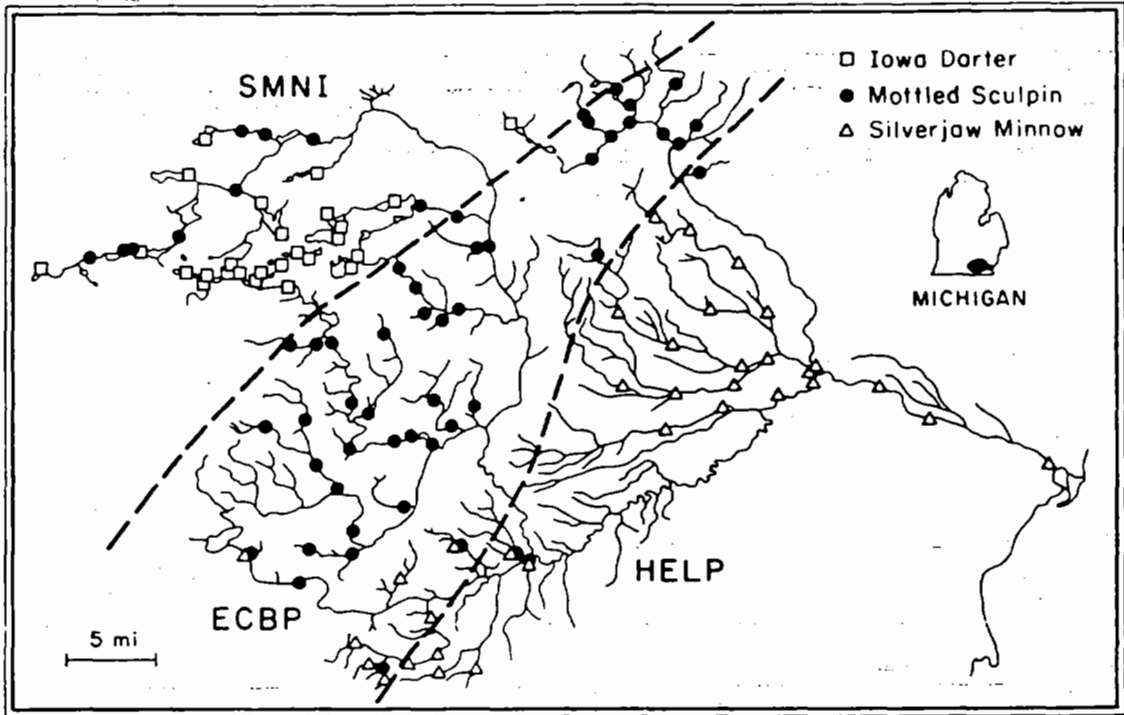 SMNI
□ Iowa Darter
● Mottled Sculpin
△ Silverjaw Minnow
MICHIGAN
HELP
ECBP
5 mi